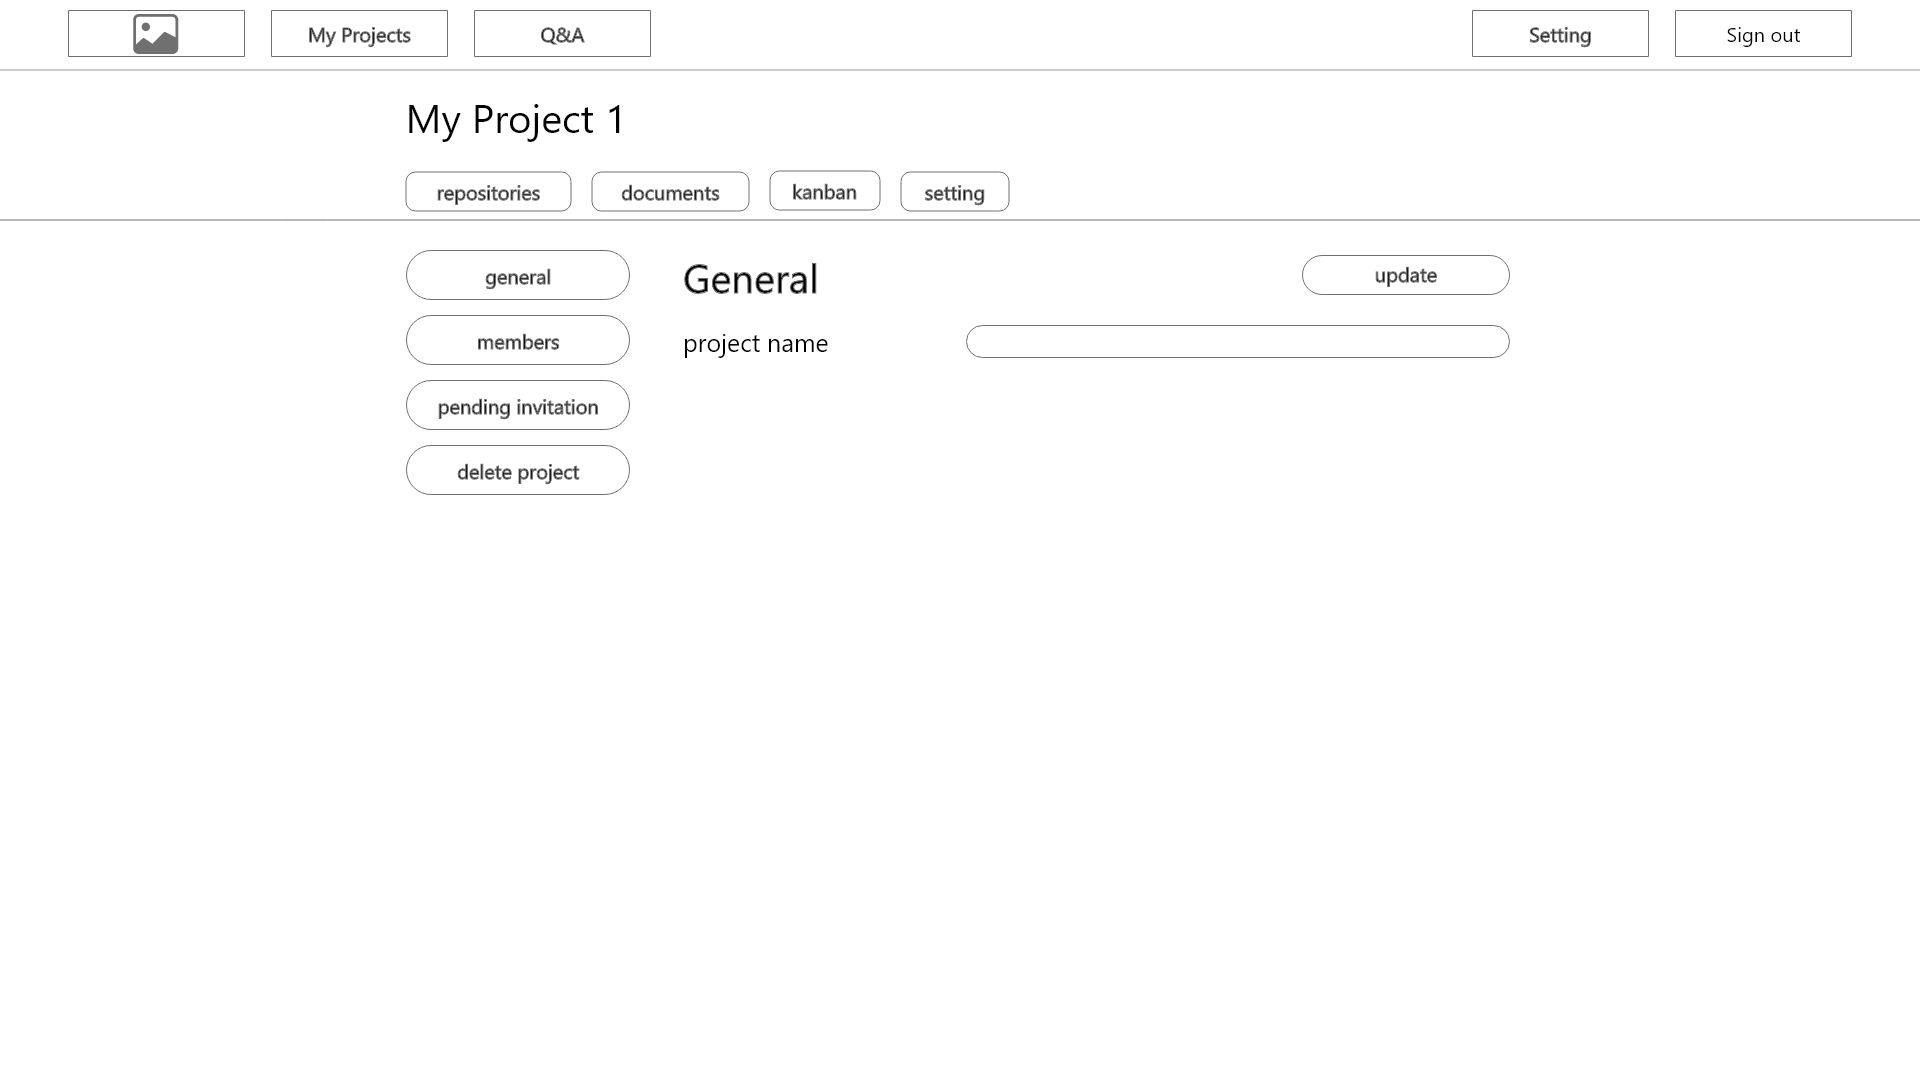 My Projects
Q&A
Setting
Sign out
My Project 1
repositories
documents
kanban
setting
general
members
pending invitation
delete project
General
update
project name